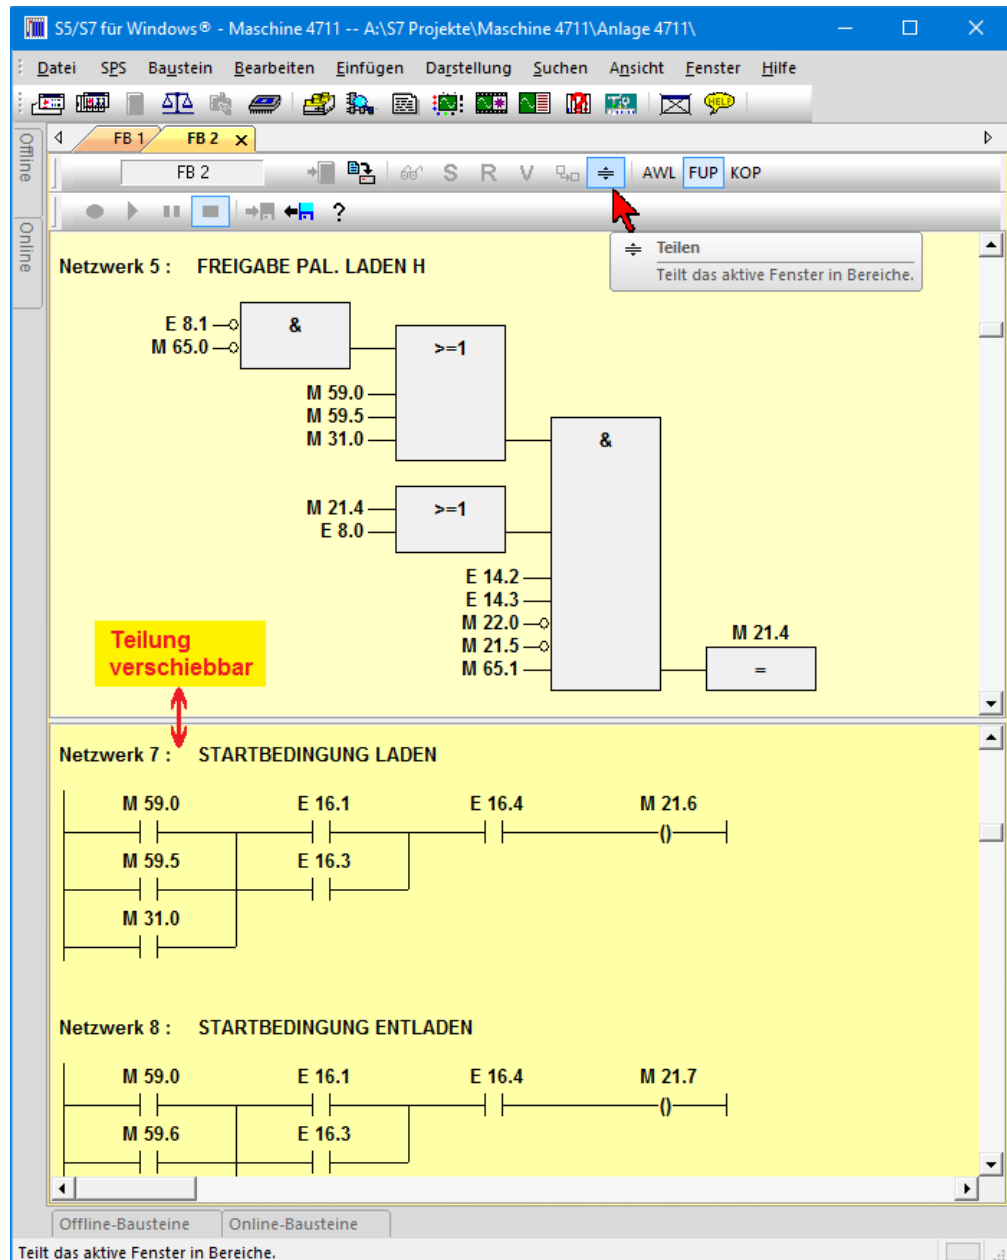 S5/S7 für Windows® - Maschine 4711 -- A:\S7 Projekte\Maschine 4711\Anlage 4711\
Datei SPS Baustein Bearbeiten Einfügen Darstellung Suchen Ansicht Fenster Hilfe
HELP
Offline
Online
FB 1 FB 2 x
FB 2 S R V AWL FUP KOP
?
Teilen
Teilt das aktive Fenster in Bereiche.
Netzwerk 5 : FREIGABE PAL. LADEN H
E 8.1 &
M 65.0
>=1
M 59.0
M 59.5
M 31.0
&
M 21.4 >=1
E 8.0
E 14.2
E 14.3
M 22.0
M 21.5
M 65.1
M 21.4
=
Teilung
verschiebbar
Netzwerk 7 : STARTBEDINGUNG LADEN
M 59.0 E 16.1 E 16.4 M 21.6
()
M 59.5 E 16.3
M 31.0
Netzwerk 8 : STARTBEDINGUNG ENTLADEN
M 59.0 E 16.1 E 16.4 M 21.7
()
M 59.6 E 16.3
Offline-Bausteine Online-Bausteine
Teilt das aktive Fenster in Bereiche.